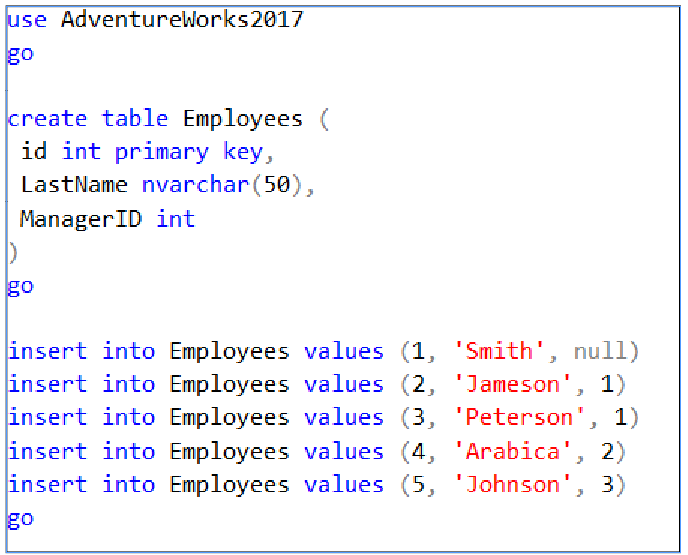 use AdventureWorks2017
go
create table Employees (
id int primary key,
LastName nvarchar(50),
ManagerID int
)
go
insert into Employees values (1, 'Smith', null)
insert into Employees values (2, 'Jameson', 1)
insert into Employees values (3, 'Peterson', 1)
insert into Employees values (4, 'Arabica', 2)
insert into Employees values (5, 'Johnson', 3)
go